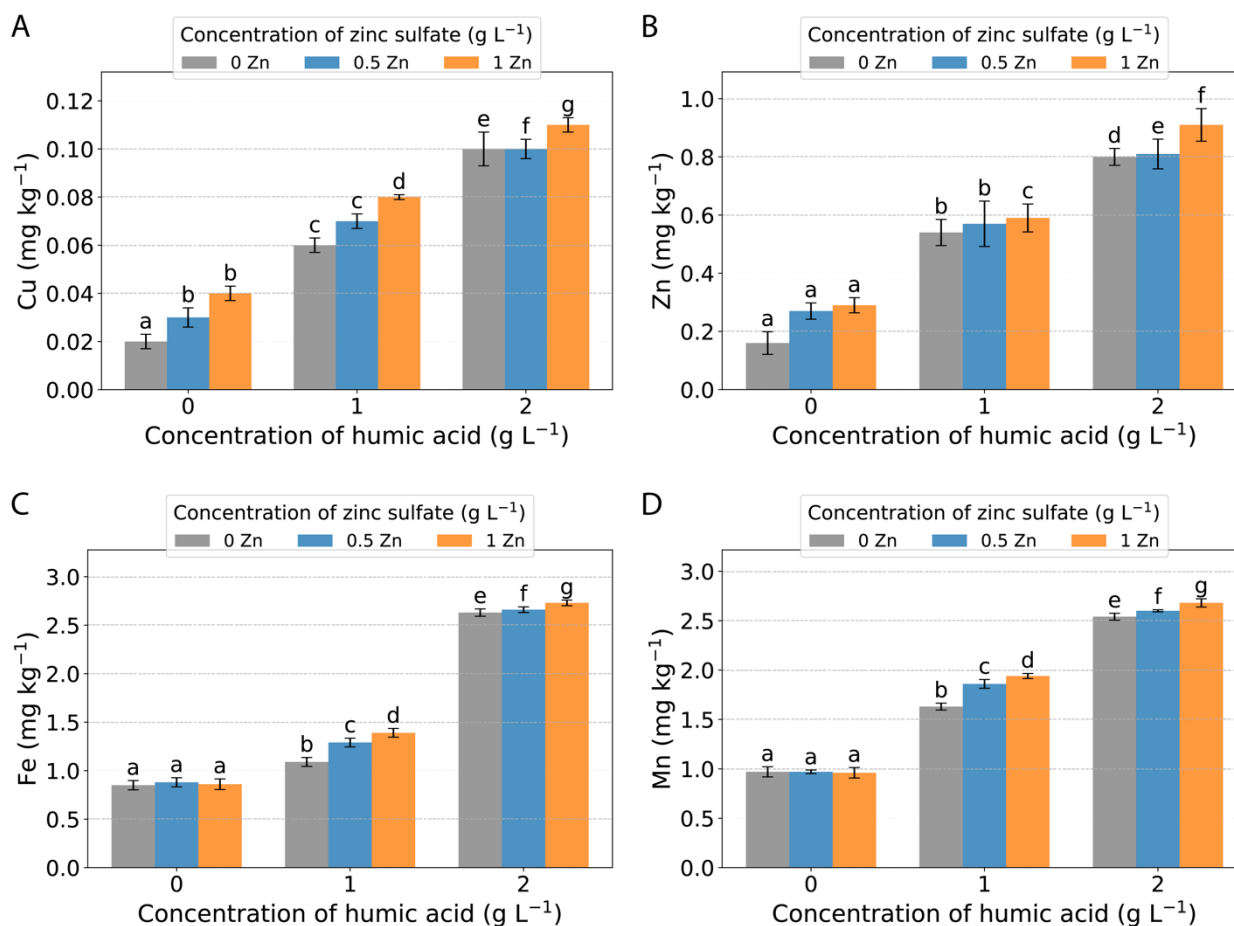 A
Concentration of zinc sulfate (g L⁻¹)
0 Zn 0.5 Zn 1 Zn
Cu (mg kg⁻¹)
0.12
0.10
0.08
0.06
0.04
0.02
0.00
a b b c c d e f g
0 1 2
Concentration of humic acid (g L⁻¹)
B
Concentration of zinc sulfate (g L⁻¹)
0 Zn 0.5 Zn 1 Zn
Zn (mg kg⁻¹)
1.0
0.8
0.6
0.4
0.2
0.0
a a a b b c d e f
0 1 2
Concentration of humic acid (g L⁻¹)
C
Concentration of zinc sulfate (g L⁻¹)
0 Zn 0.5 Zn 1 Zn
Fe (mg kg⁻¹)
3.0
2.5
2.0
1.5
1.0
0.5
0.0
a a a b c d e f g
0 1 2
Concentration of humic acid (g L⁻¹)
D
Concentration of zinc sulfate (g L⁻¹)
0 Zn 0.5 Zn 1 Zn
Mn (mg kg⁻¹)
3.0
2.5
2.0
1.5
1.0
0.5
0.0
a a a b c d e f g
0 1 2
Concentration of humic acid (g L⁻¹)